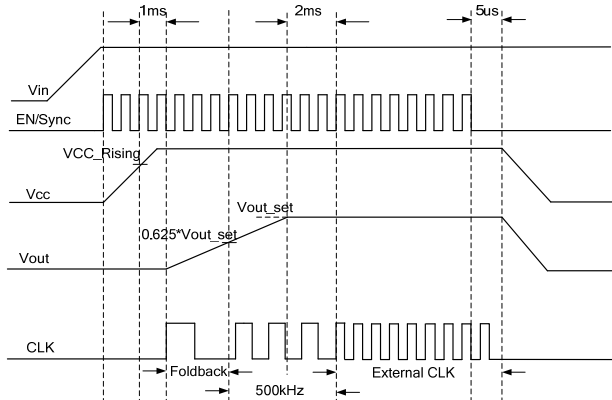 1ms
2ms
5us
Vin
EN/Sync
VCC_Rising
Vcc
Vout_set
0.625*Vout_set
Vout
CLK
Foldback
External CLK
500kHz